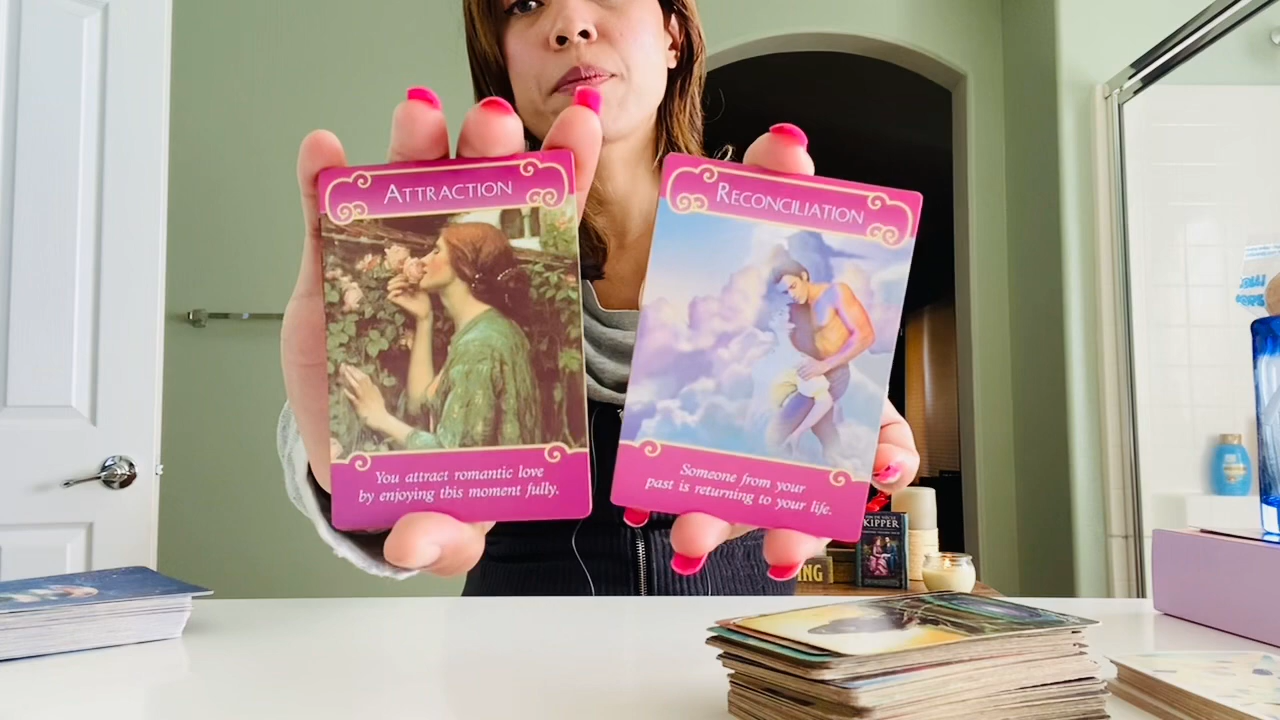 ATTRACTION
You attract romantic love
by enjoying this moment fully.
RECONCILIATION
Someone from your
past is returning to your life.
KIPPER
ING